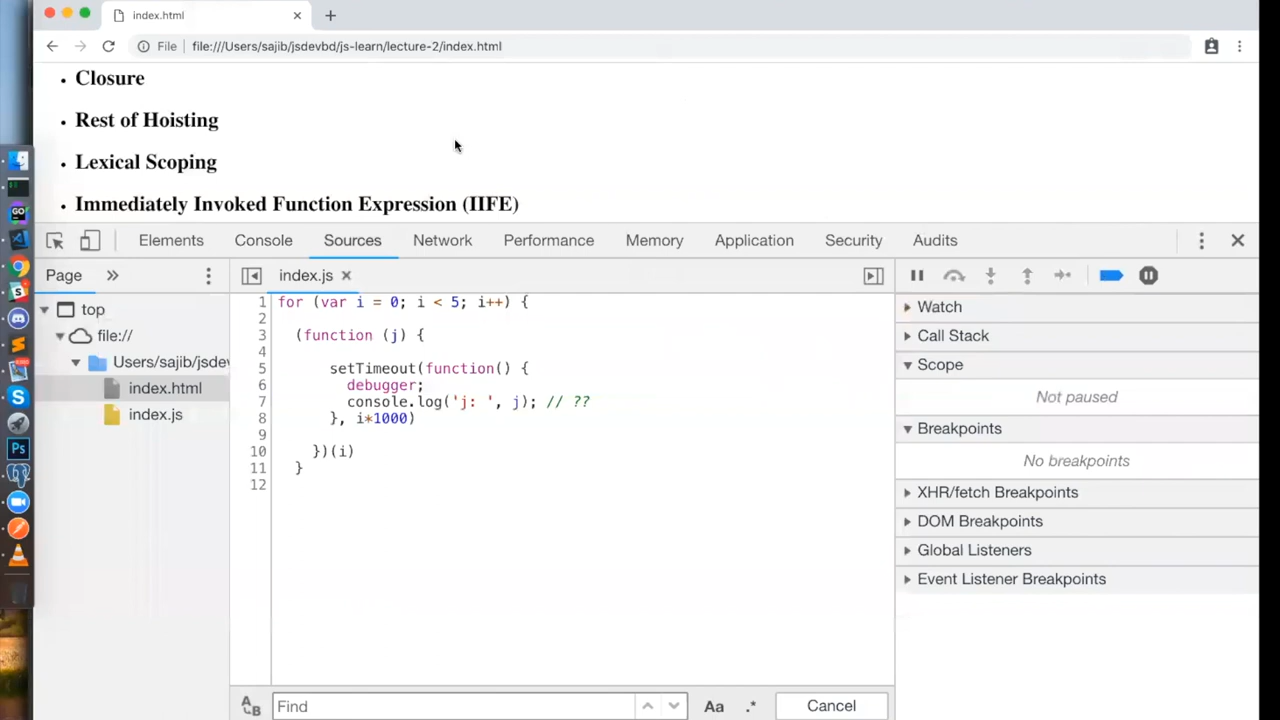 index.html
File
file:///Users/sajib/jsdevbd/js-learn/lecture-2/index.html
• Closure
• Rest of Hoisting
• Lexical Scoping
• Immediately Invoked Function Expression (IIFE)
Elements Console Sources Network Performance Memory Application Security Audits
Page » index.js
top
file://
Users/sajib/jsdev
index.html
index.js
1 for (var i = 0; i < 5; i++) {
2
3 (function (j) {
4
5 setTimeout(function() {
6 debugger;
7 console.log('j: ', j); // ??
8 }, i*1000)
9
10 })(i)
11 }
12
Find Aa .* Cancel
Watch
Call Stack
Scope
Not paused
Breakpoints
No breakpoints
XHR/fetch Breakpoints
DOM Breakpoints
Global Listeners
Event Listener Breakpoints
GO
S
Ps